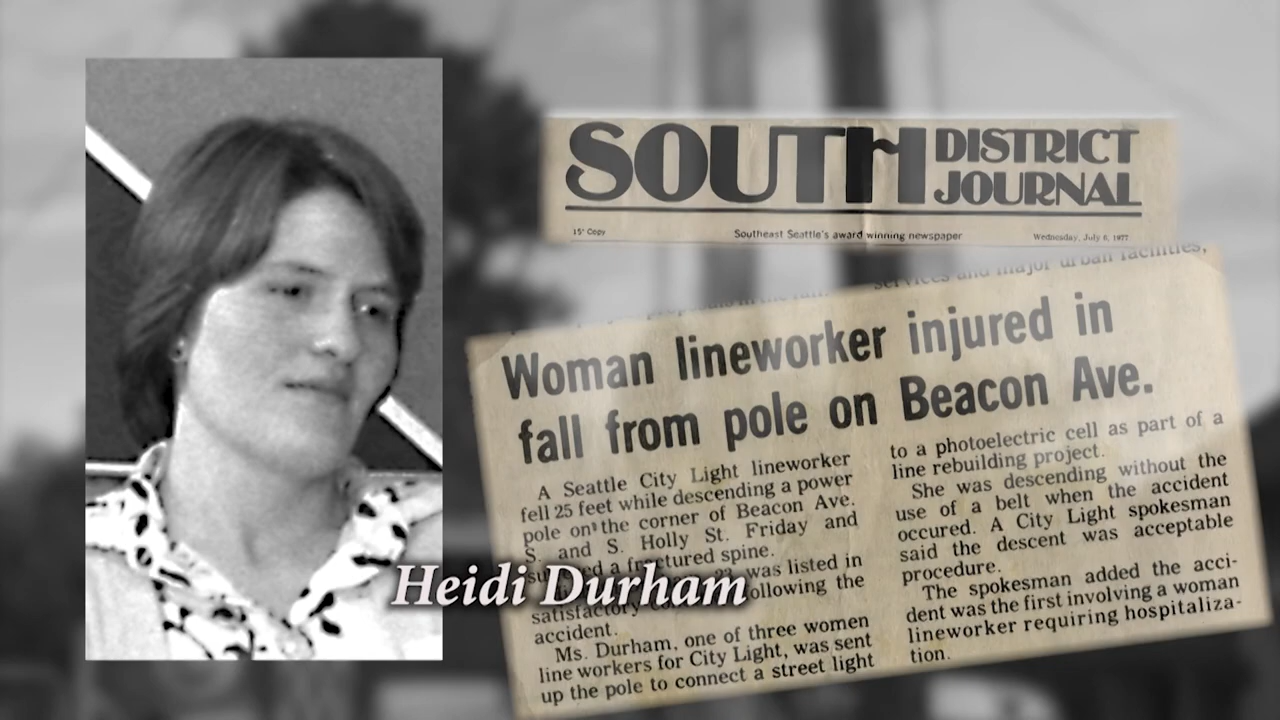 SOUTH DISTRICT JOURNAL
15¢ Copy
Southeast Seattle's award winning newspaper
Wednesday, July 6, 1977
services and major urban facilities,
Woman lineworker injured in
fall from pole on Beacon Ave.
A Seattle City Light lineworker
fell 25 feet while descending a power
pole on the corner of Beacon Ave.
S. and S. Holly St. Friday and
a fractured spine.
was listed in
satisfactory following the
accident.
Ms. Durham, one of three women
line workers for City Light, was sent
up the pole to connect a street light
to a photoelectric cell as part of a
line rebuilding project.
She was descending without the
use of a belt when the accident
occured. A City Light spokesman
said the descent was acceptable
procedure.
The spokesman added the acci-
dent was the first involving a woman
lineworker requiring hospitaliza-
tion.
Heidi Durham